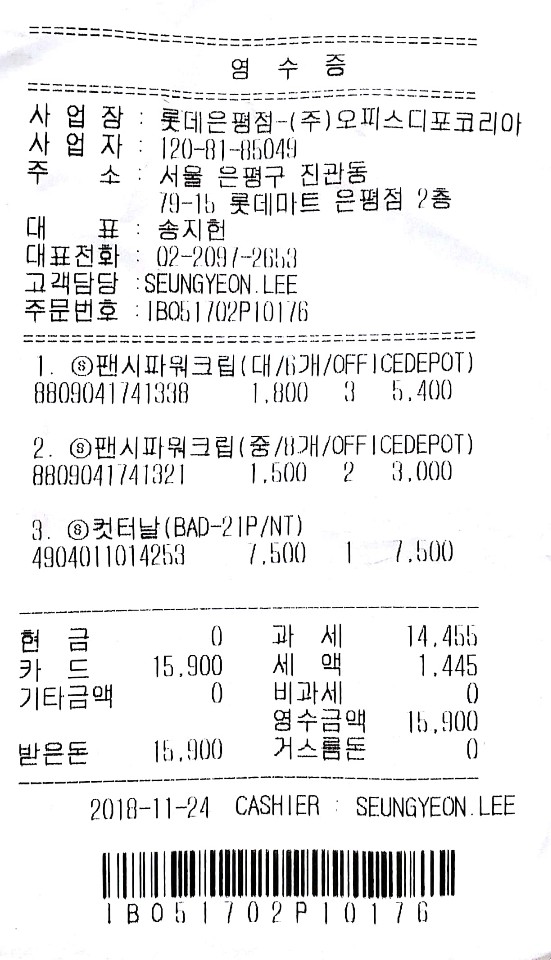 영 수 증
사 업 장 : 롯데은평점-(주)오피스디포코리아
사 업 자 : 120-81-85049
주 소 : 서울 은평구 진관동
79-15 롯데마트 은평점 2층
대 표 : 송지헌
대표전화 : 02-2097-2653
고객담당 :SEUNGYEON.LEE
주문번호 :IB051702P10176
1. ⓢ팬시파워크립(대/6개/OFFICEDEPOT)
8809041741338 1,800 3 5,400
2. ⓢ팬시파워크립(중/8개/OFFICEDEPOT)
8809041741321 1,500 2 3,000
3. ⓢ컷터날(BAD-21P/NT)
4904011014253 7,500 1 7,500
현 금 0 과 세 14,455
카 드 15,900 세 액 1,445
기타금액 0 비과세 0
영수금액 15,900
받은돈 15,900 거스름돈 0
2018-11-24 CASHIER : SEUNGYEON.LEE
IB051702P10176